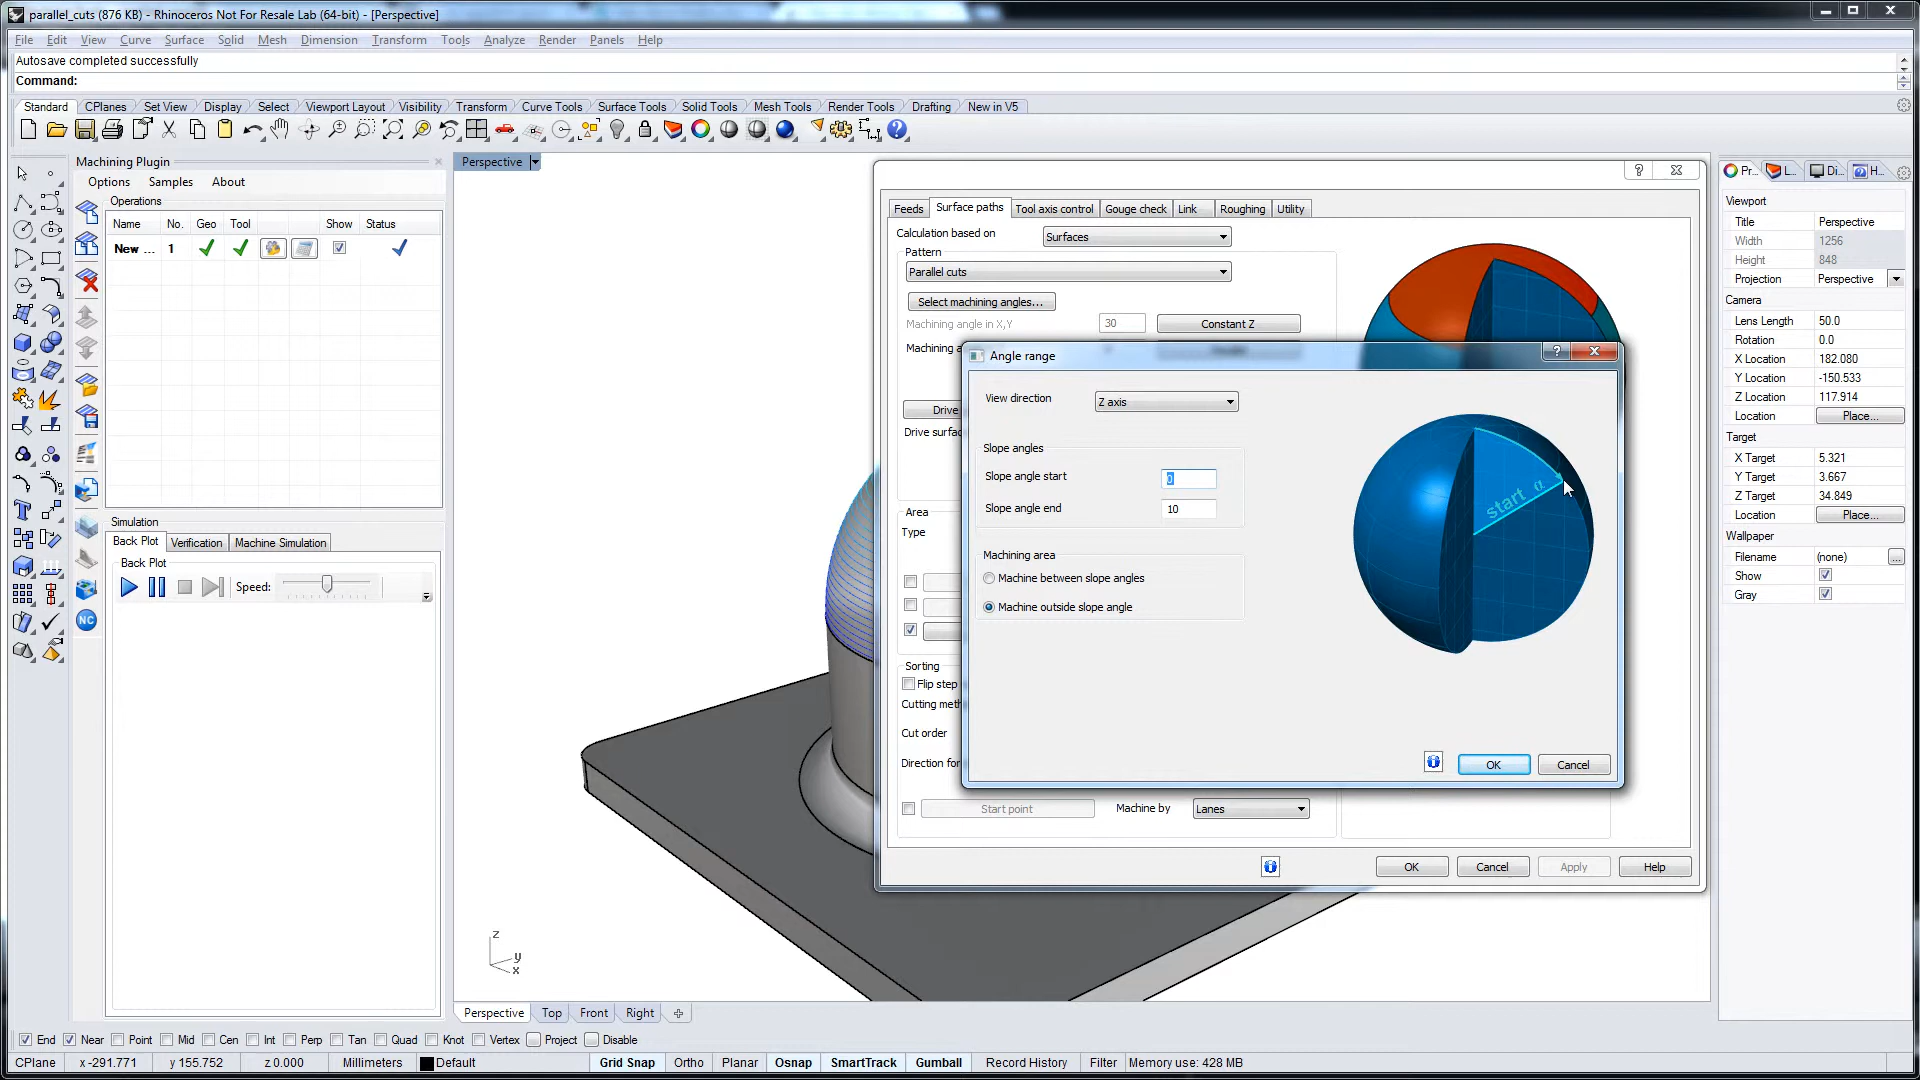 parallel_cuts (876 KB) - Rhinoceros Not For Resale Lab (64-bit) - [Perspective]
File Edit View Curve Surface Solid Mesh Dimension Transform Tools Analyze Render Panels Help
Autosave completed successfully
Command:
Standard CPlanes Set View Display Select Viewport Layout Visibility Transform Curve Tools Surface Tools Solid Tools Mesh Tools Render Tools Drafting New in V5
Machining Plugin
Options Samples About
Operations
Name No. Geo Tool Show Status
New ... 1
Simulation
Back Plot Verification Machine Simulation
Back Plot
Speed:
NC
Perspective
Feeds Surface paths Tool axis control Gouge check Link Roughing Utility
Calculation based on Surfaces
Pattern
Parallel cuts
Select machining angles...
Machining angle in X,Y 30 Constant Z
Machining a
Drive
Drive surfac
Area
Type
Sorting
Flip step
Cutting meth
Cut order
Direction for
Start point Machine by Lanes
OK Cancel Apply Help
Angle range
View direction Z axis
Slope angles
Slope angle start 0
Slope angle end 10
Machining area
Machine between slope angles
Machine outside slope angle
start α
OK Cancel
Pr... L... Di... H...
Viewport
Title Perspective
Width 1256
Height 848
Projection Perspective
Camera
Lens Length 50.0
Rotation 0.0
X Location 182.080
Y Location -150.533
Z Location 117.914
Location Place...
Target
X Target 5.321
Y Target 3.667
Z Target 34.849
Location Place...
Wallpaper
Filename (none) ...
Show
Gray
z
y
x
Perspective Top Front Right
End Near Point Mid Cen Int Perp Tan Quad Knot Vertex Project Disable
CPlane x -291.771 y 155.752 z 0.000 Millimeters Default Grid Snap Ortho Planar Osnap SmartTrack Gumball Record History Filter Memory use: 428 MB